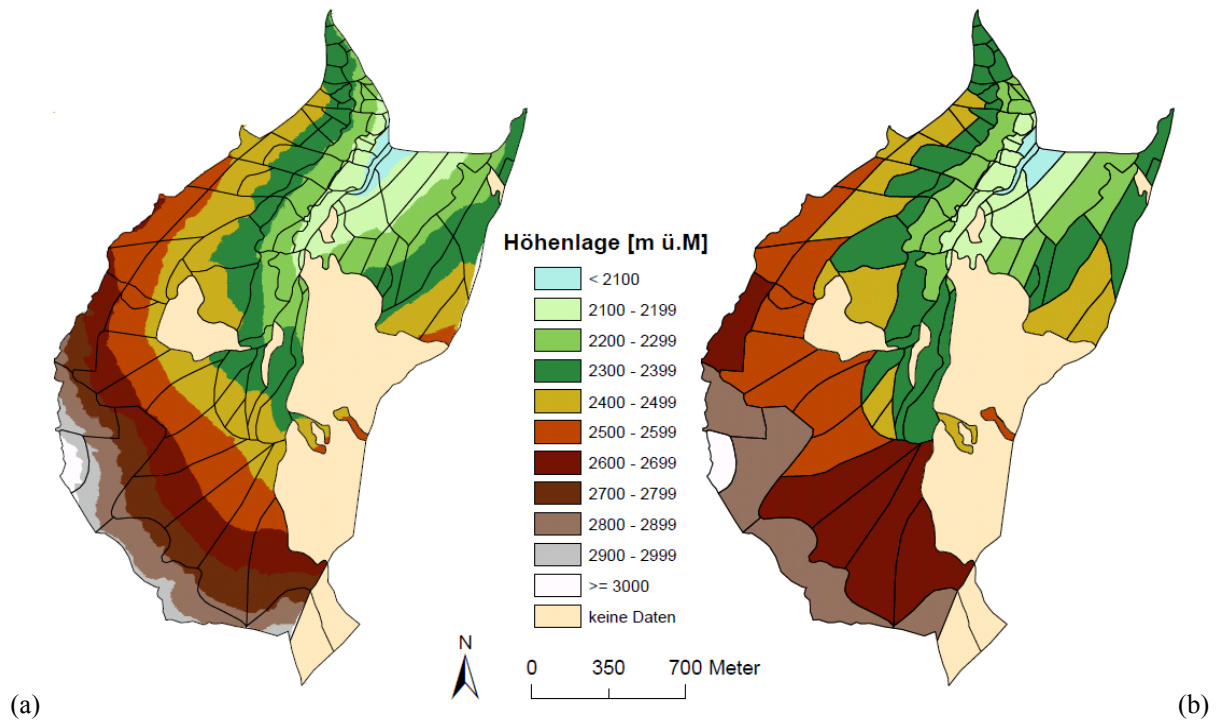 Höhenlage [m ü.M]
< 2100
2100 - 2199
2200 - 2299
2300 - 2399
2400 - 2499
2500 - 2599
2600 - 2699
2700 - 2799
2800 - 2899
2900 - 2999
>= 3000
keine Daten
N
0 350 700 Meter
(a) (b)